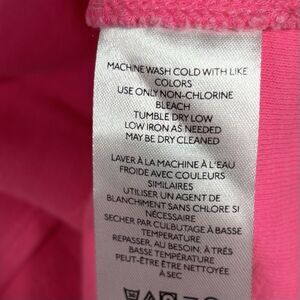 MACHINE WASH COLD WITH LIKE
COLORS
USE ONLY NON-CHLORINE
BLEACH
TUMBLE DRY LOW
LOW IRON AS NEEDED
MAY BE DRY CLEANED
LAVER À LA MACHINE À L'EAU
FROIDE AVEC COULEURS
SIMILAIRES
UTILISER UN AGENT DE
BLANCHIMENT SANS CHLORE SI
NÉCESSAIRE
SECHER PAR CULBUTAGE À BASSE
TEMPÉRATURE
REPASSER, AU BESOIN, À TRÈS
BASSE TEMPÉRATURE
PEUT-ÊTRE ÊTRE NETTOYÉE
À SEC